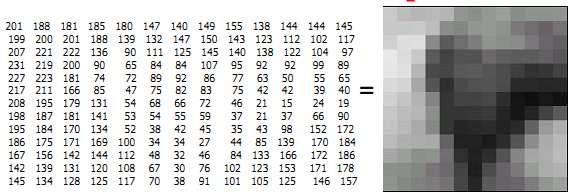 201 188 181 185 180 147 140 149 155 138 144 144 145
199 200 201 188 139 132 147 150 143 123 112 102 117
207 221 222 136 90 111 125 145 140 138 122 104 97
231 219 200 90 65 84 84 107 95 92 92 99 89
227 223 181 74 72 89 92 86 77 63 50 55 65
217 211 166 85 47 75 82 83 75 42 42 39 40
208 195 179 131 54 68 66 72 46 21 15 24 19
198 187 181 141 53 54 55 59 37 21 37 66 90
195 184 170 134 52 38 42 45 35 43 98 152 172
186 175 171 169 100 34 34 27 44 85 139 170 184
167 156 142 144 112 48 32 46 84 133 166 172 186
142 139 131 120 108 67 30 76 102 123 153 171 178
145 134 128 125 117 70 38 91 101 105 125 146 157
=